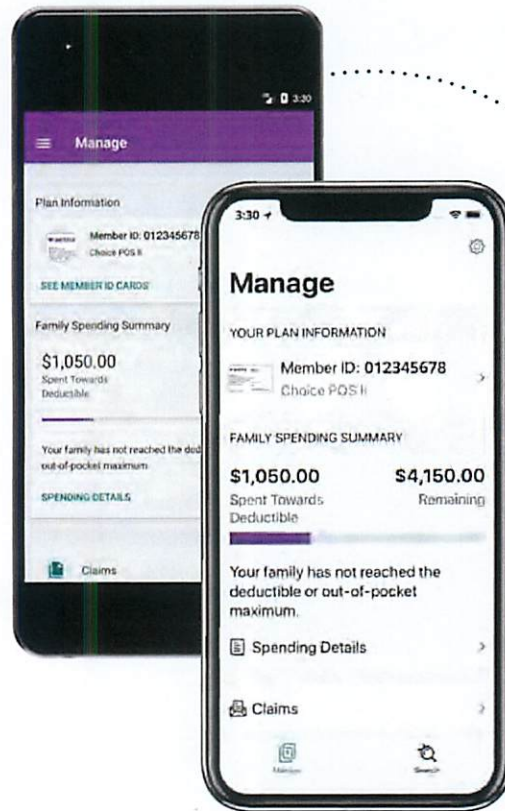 3:30
Manage
Plan Information
Member ID: 012345678
Choice POS II
SEE MEMBER ID CARDS
Family Spending Summary
$1,050.00
Spent Towards
Deductible
Your family has not reached the ded
out-of-pocket maximum
SPENDING DETAILS
Claims
3:30
Manage
YOUR PLAN INFORMATION
Member ID: 012345678
Choice POS II
FAMILY SPENDING SUMMARY
$1,050.00 $4,150.00
Spent Towards Remaining
Deductible
Your family has not reached the
deductible or out-of-pocket
maximum.
Spending Details
Claims
Manage Search